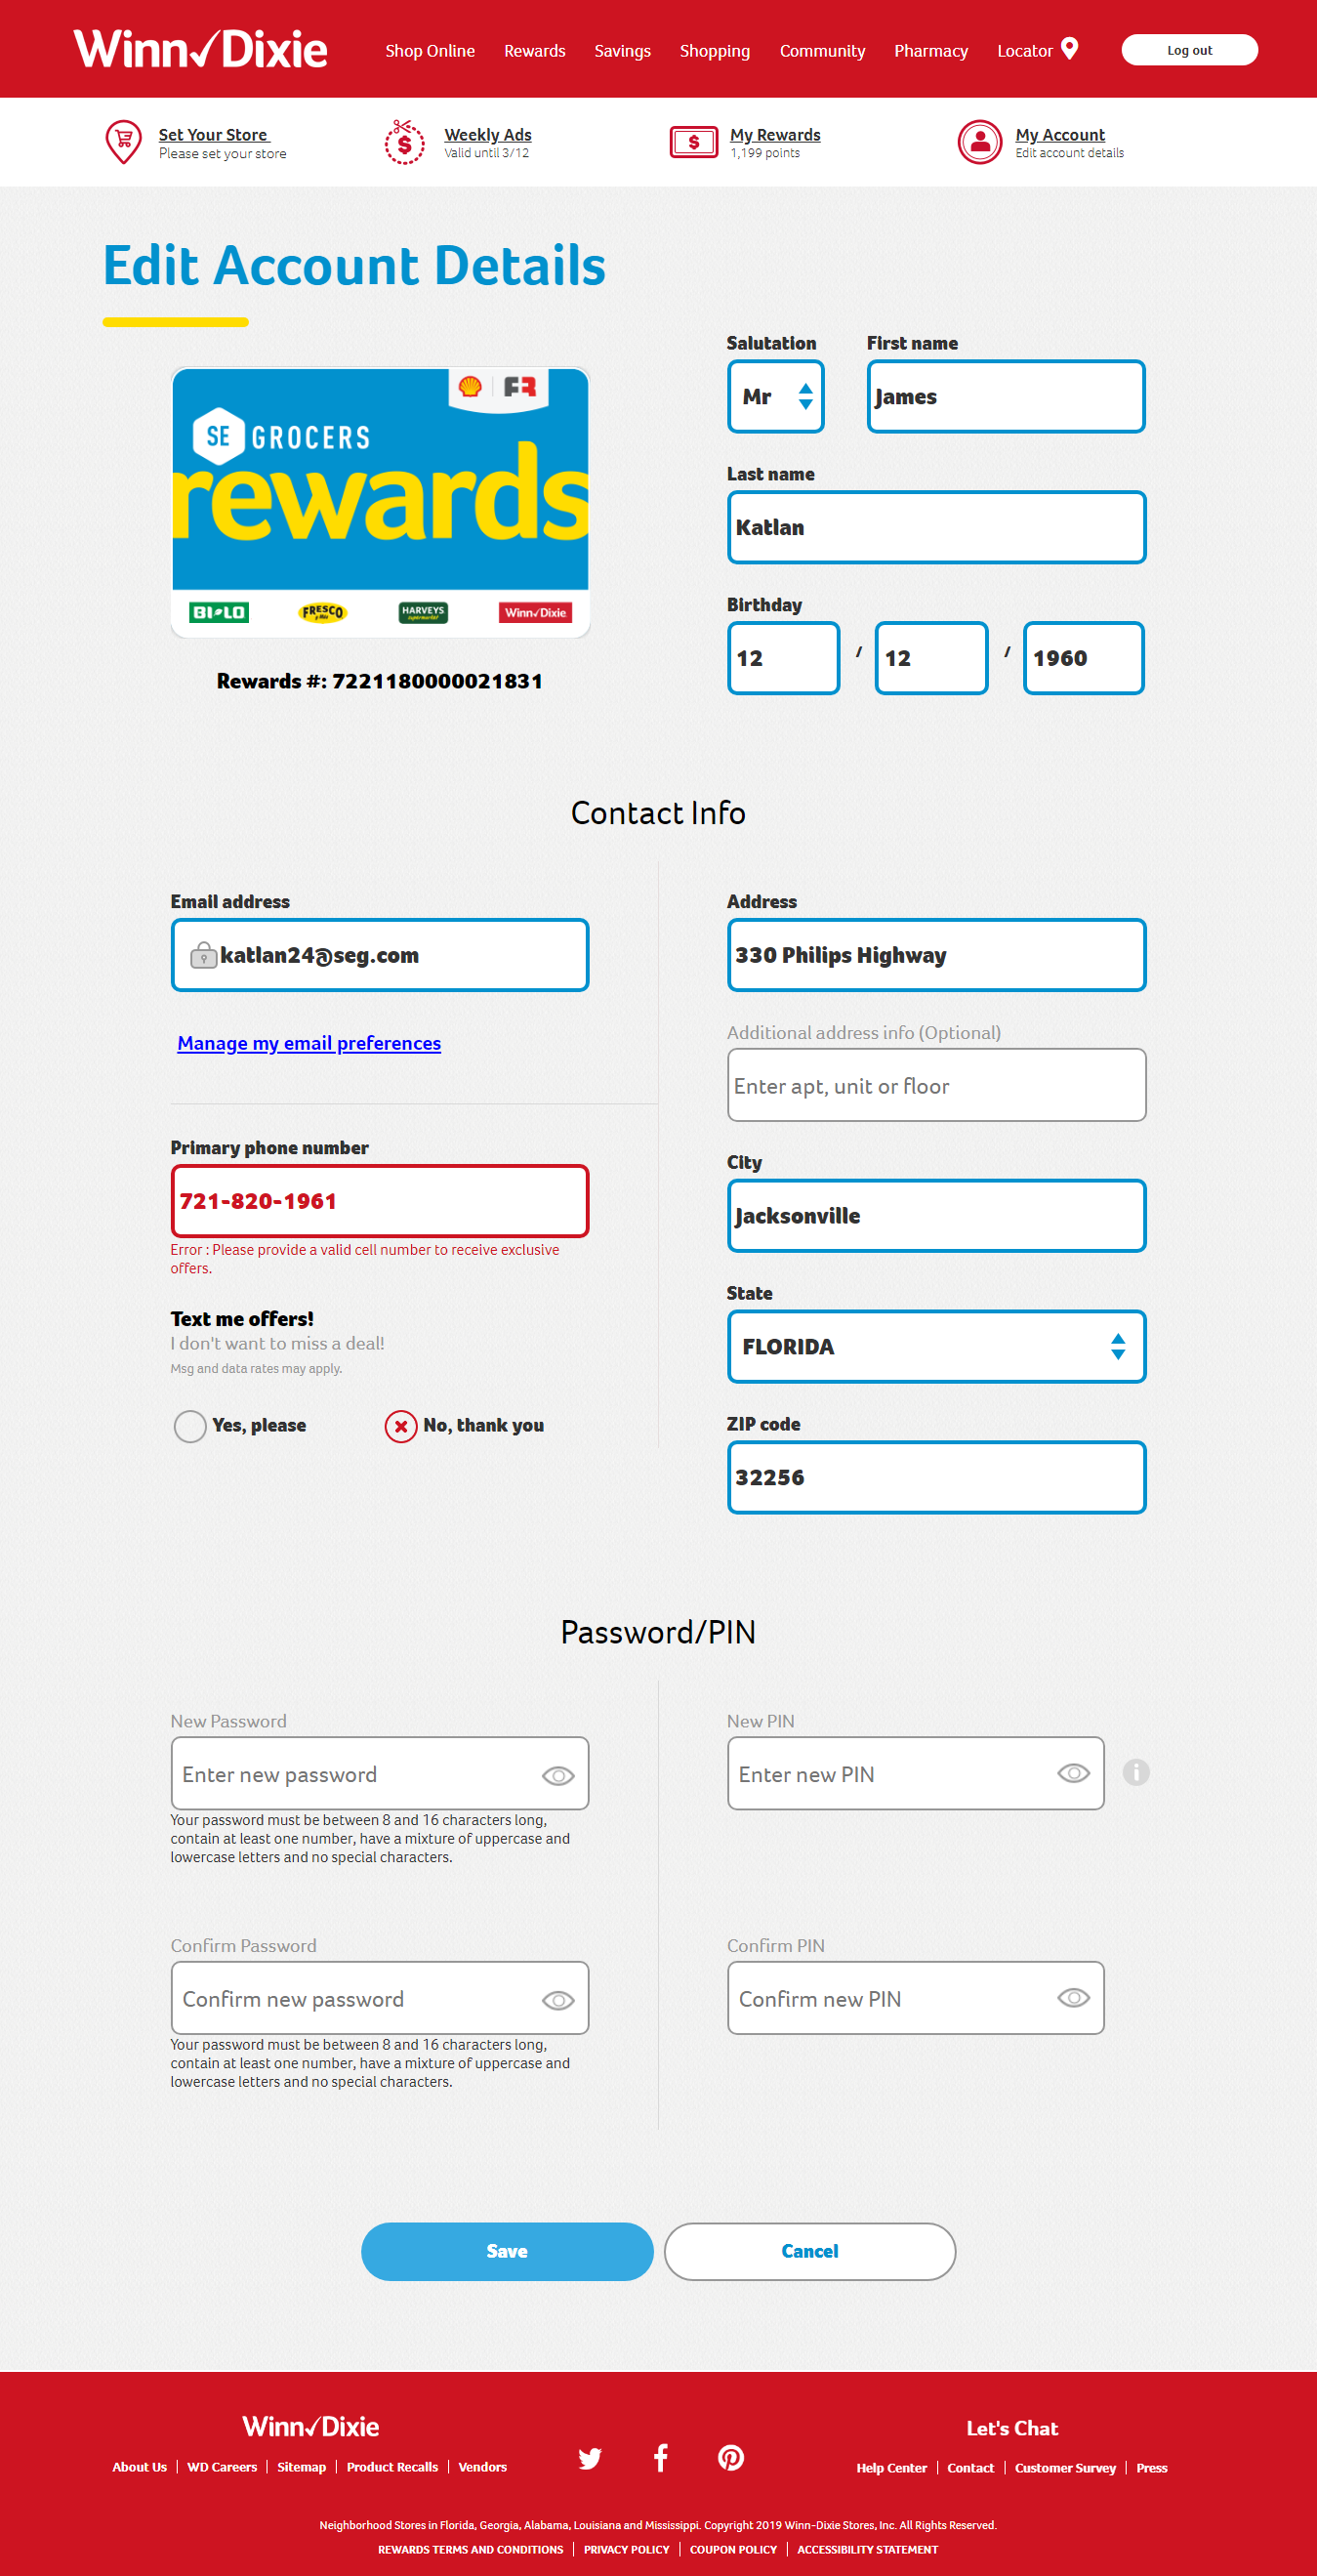 Winn Dixie
Shop Online Rewards Savings Shopping Community Pharmacy Locator Log out
Set Your Store
Please set your store
Weekly Ads
Valid until 3/12
My Rewards
1,199 points
My Account
Edit account details
Edit Account Details
SE GROCERS
rewards
BI-LO
FRESCO
y Más
HARVEYS
supermarket
Winn Dixie
Rewards #: 7221180000021831
Salutation
Mr
First name
James
Last name
Katlan
Birthday
12 / 12 / 1960
Contact Info
Email address
katlan24@seg.com
Manage my email preferences
Primary phone number
721-820-1961
Error : Please provide a valid cell number to receive exclusive
offers.
Text me offers!
I don't want to miss a deal!
Msg and data rates may apply.
Yes, please
No, thank you
Address
330 Philips Highway
Additional address info (Optional)
Enter apt, unit or floor
City
Jacksonville
State
FLORIDA
ZIP code
32256
Password/PIN
New Password
Enter new password
Your password must be between 8 and 16 characters long,
contain at least one number, have a mixture of uppercase and
lowercase letters and no special characters.
New PIN
Enter new PIN
Confirm Password
Confirm new password
Your password must be between 8 and 16 characters long,
contain at least one number, have a mixture of uppercase and
lowercase letters and no special characters.
Confirm PIN
Confirm new PIN
Save
Cancel
Winn Dixie
About Us | WD Careers | Sitemap | Product Recalls | Vendors
Let's Chat
Help Center | Contact | Customer Survey | Press
Neighborhood Stores in Florida, Georgia, Alabama, Louisiana and Mississippi. Copyright 2019 Winn-Dixie Stores, Inc. All Rights Reserved.
REWARDS TERMS AND CONDITIONS | PRIVACY POLICY | COUPON POLICY | ACCESSIBILITY STATEMENT